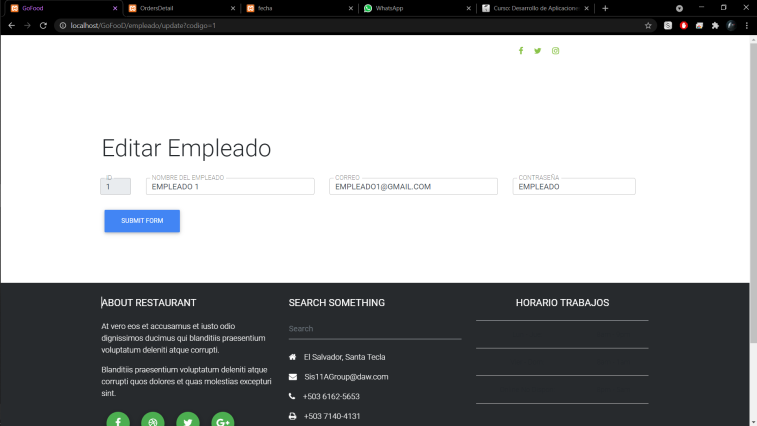 GoFood
OrdersDetail
fecha
WhatsApp
Curso: Desarrollo de Aplicacione
localhost/GoFooD/empleado/update?codigo=1
Editar Empleado
ID
NOMBRE DEL EMPLEADO
CORREO
CONTRASEÑA
1
EMPLEADO 1
EMPLEADO1@GMAIL.COM
EMPLEADO
SUBMIT FORM
ABOUT RESTAURANT
At vero eos et accusamus et iusto odio
dignissimos ducimus qui blanditiis praesentium
voluptatum deleniti atque corrupti.
Blanditiis praesentium voluptatum deleniti atque
corrupti quos dolores et quas molestias excepturi
sint.
SEARCH SOMETHING
Search
El Salvador, Santa Tecla
Sis11AGroup@daw.com
+503 6162-5653
+503 7140-4131
HORARIO TRABAJOS